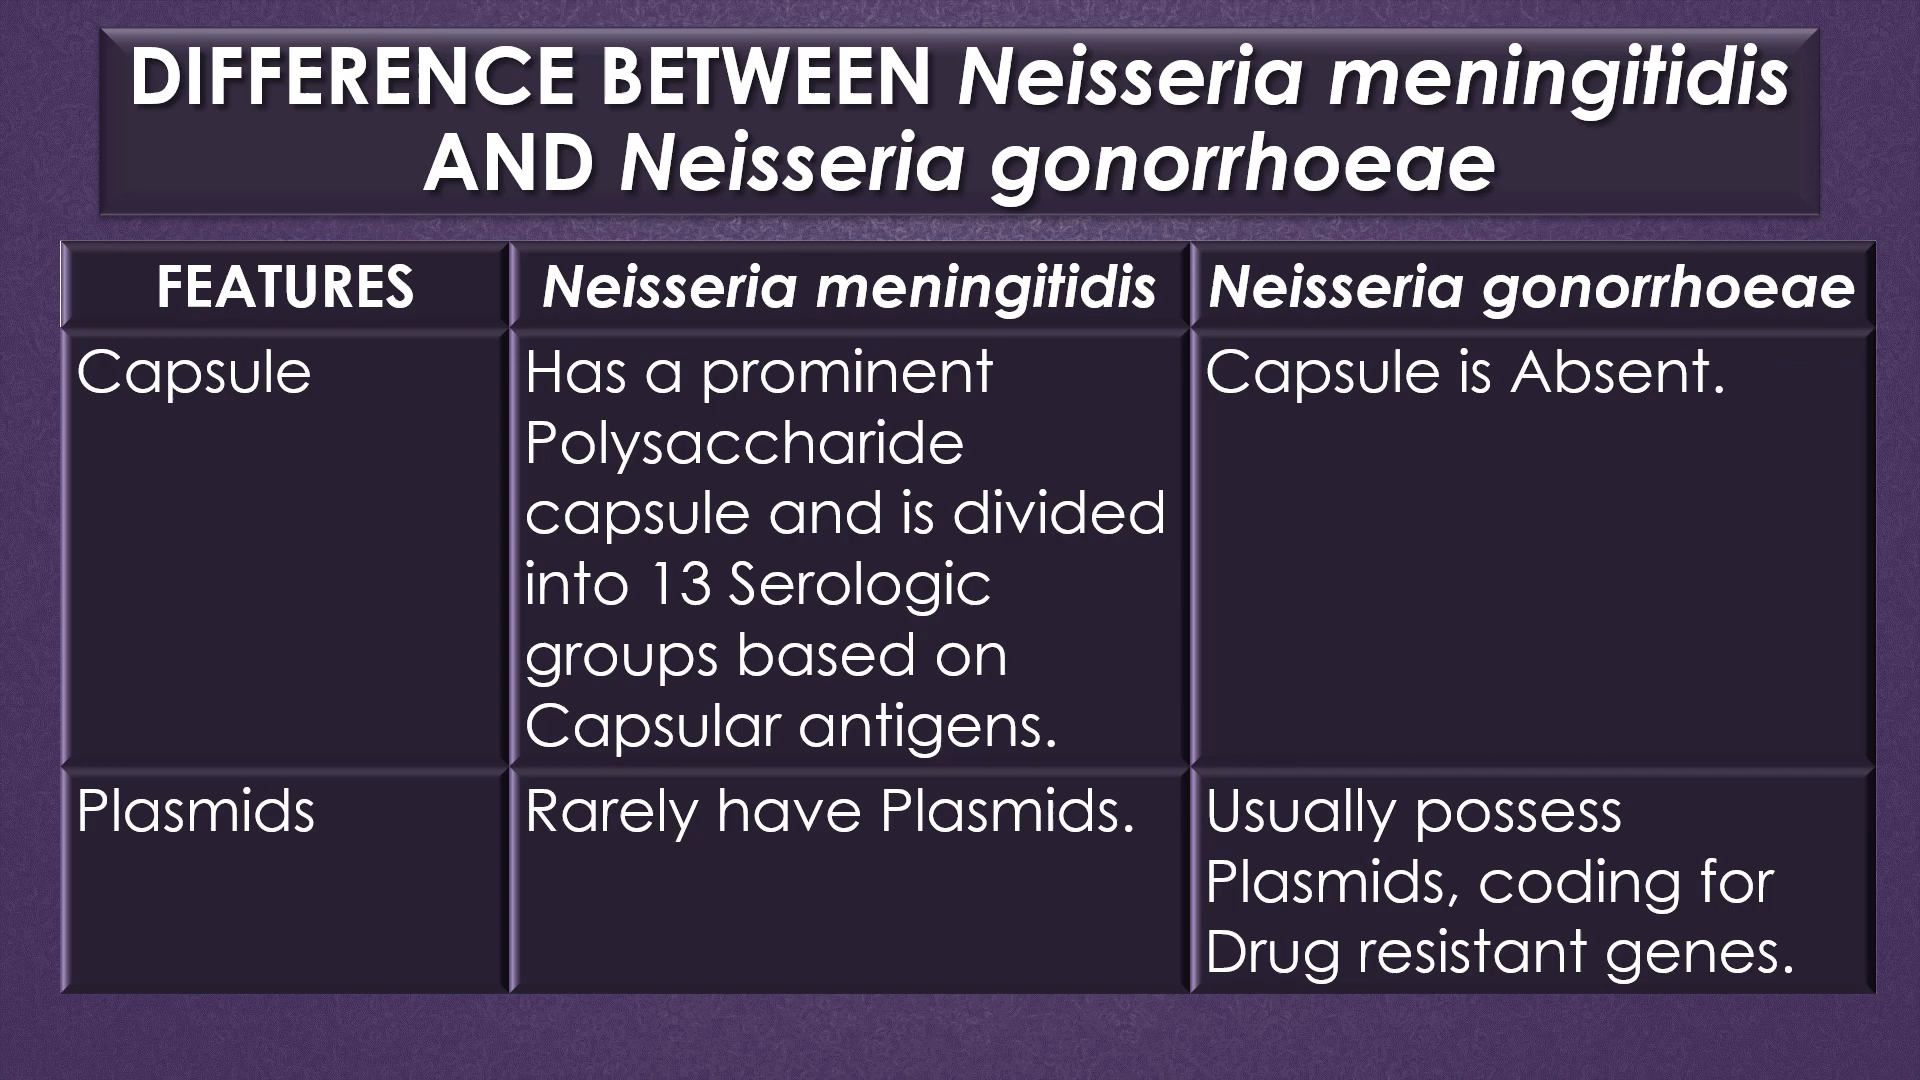 DIFFERENCE BETWEEN Neisseria meningitidis
AND Neisseria gonorrhoeae
FEATURES
Neisseria meningitidis
Neisseria gonorrhoeae
Capsule
Has a prominent
Polysaccharide
capsule and is divided
into 13 Serologic
groups based on
Capsular antigens.
Capsule is Absent.
Plasmids
Rarely have Plasmids.
Usually possess
Plasmids, coding for
Drug resistant genes.